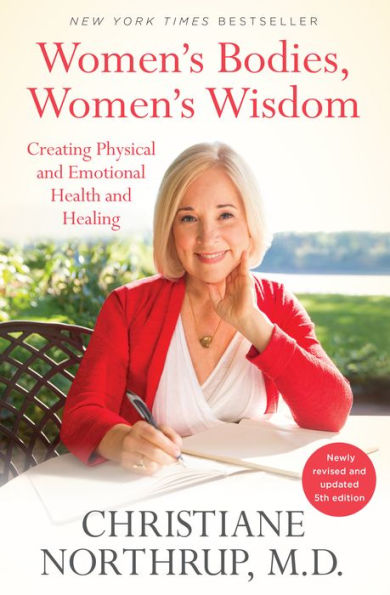 NEW YORK TIMES BESTSELLER
Women's Bodies,
Women's Wisdom
Creating Physical
and Emotional
Health and
Healing
Newly
revised and
updated
5th edition
CHRISTIANE
NORTHRUP, M.D.